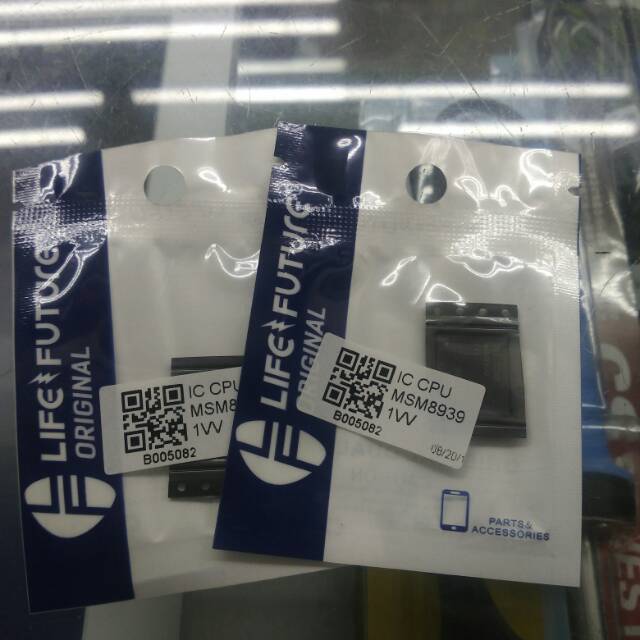 LIFE FUTURE
ORIGINAL
IC CPU
MSM8
1VV
B005082
LIFE FUTURE
ORIGINAL
IC CPU
MSM8939
1VV
B005082
PARTS &
ACCESSORIES